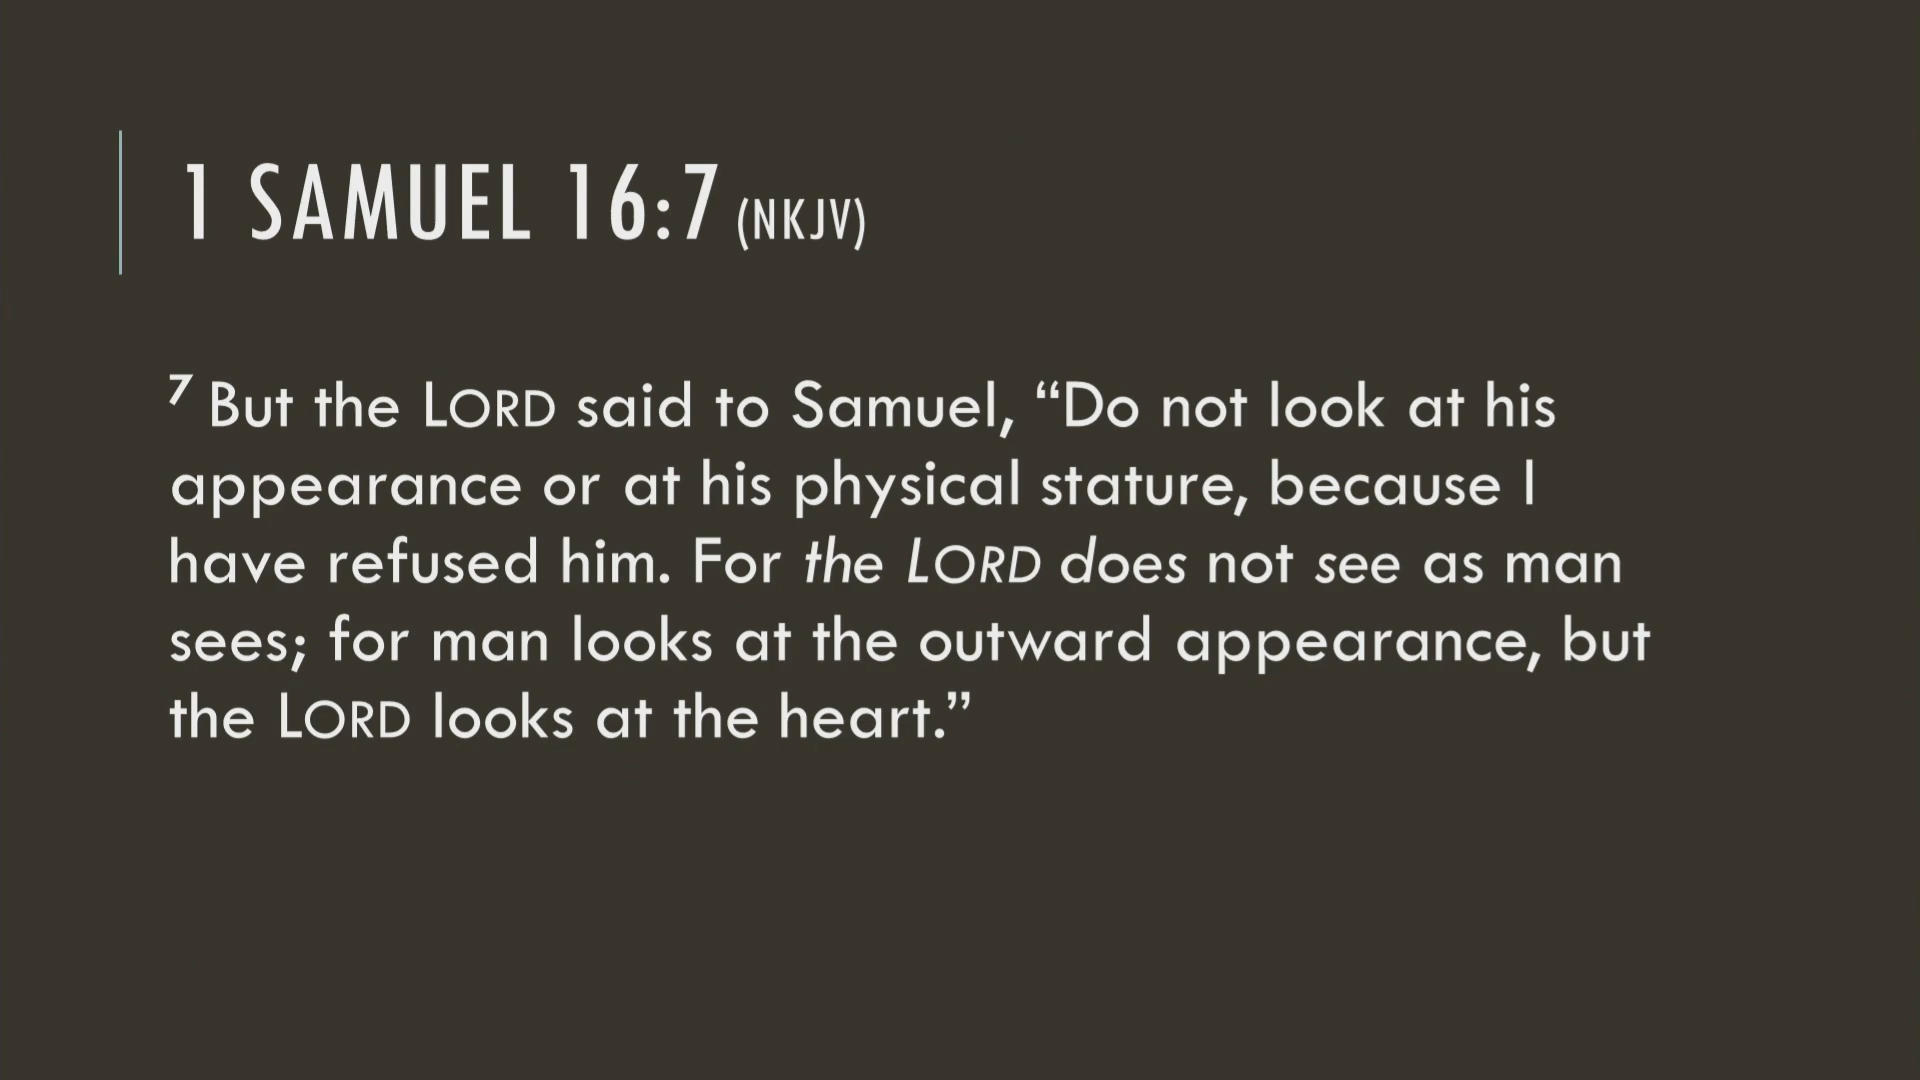 1 SAMUEL 16:7 (NKJV)
7 But the LORD said to Samuel, “Do not look at his
appearance or at his physical stature, because I
have refused him. For the LORD does not see as man
sees; for man looks at the outward appearance, but
the LORD looks at the heart.”